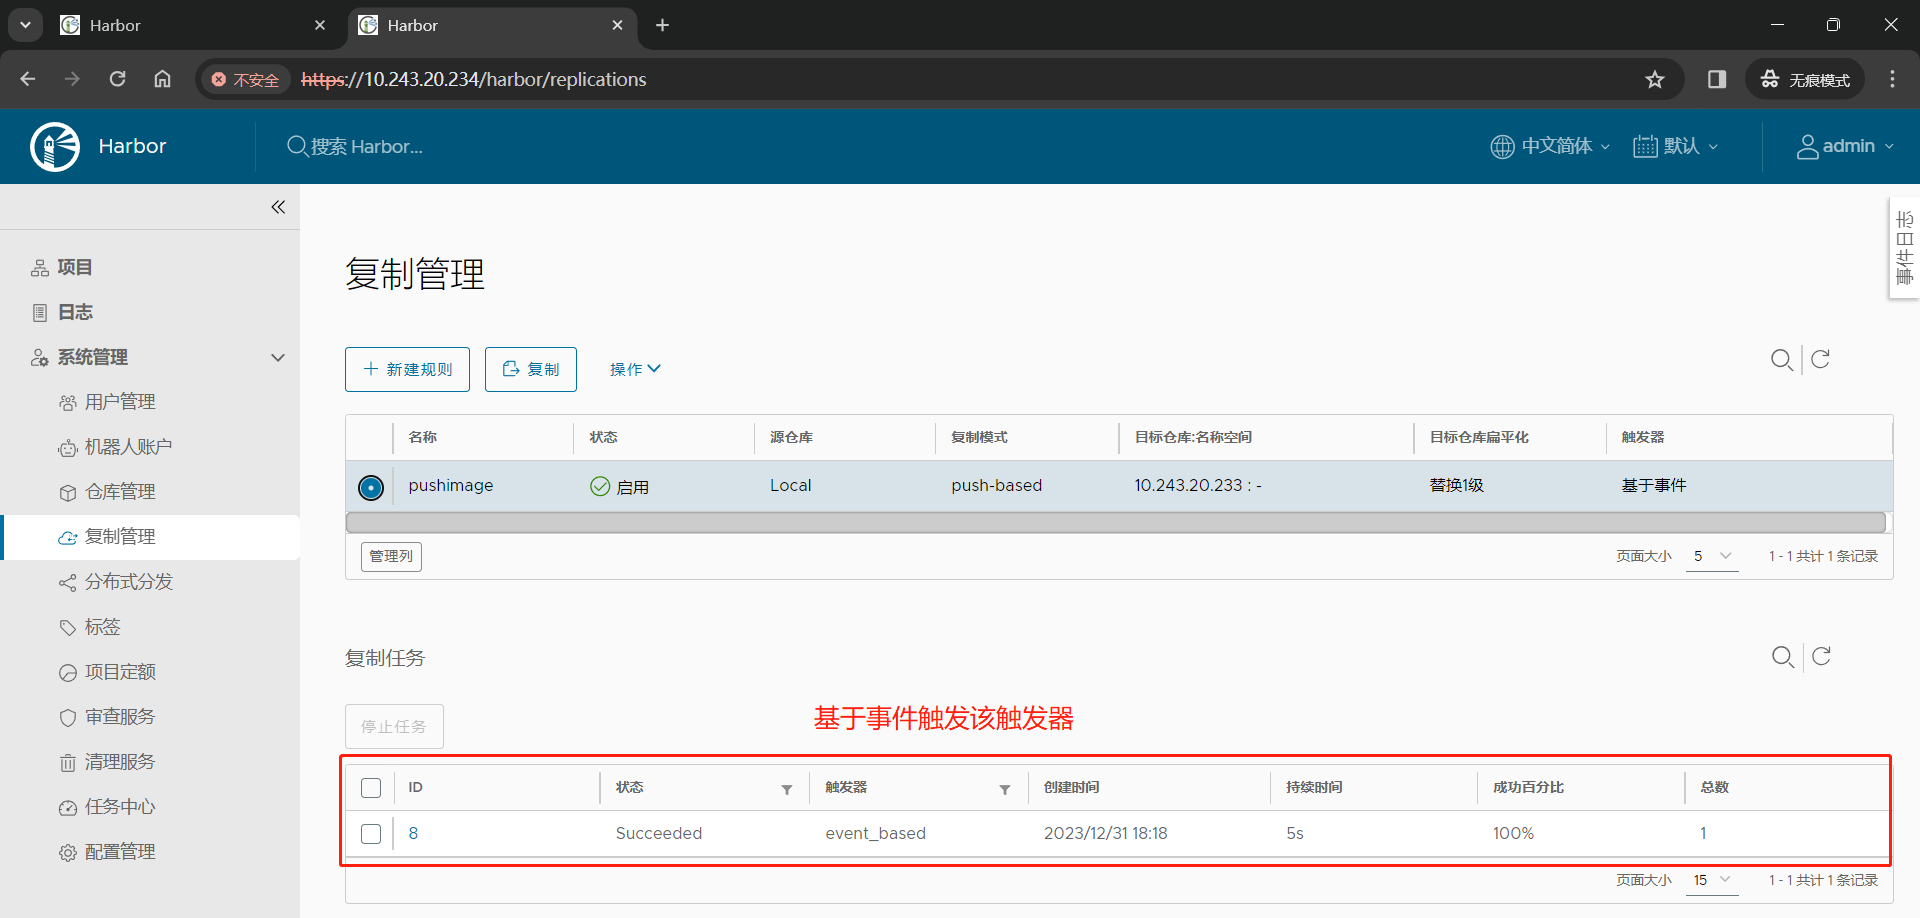 Harbor
Harbor
不安全
https://10.243.20.234/harbor/replications
无痕模式
Harbor
搜索 Harbor...
中文简体
默认
admin
事件日志
项目
日志
系统管理
用户管理
机器人账户
仓库管理
复制管理
分布式分发
标签
项目定额
审查服务
清理服务
任务中心
配置管理
复制管理
新建规则
复制
操作
名称 状态 源仓库 复制模式 目标仓库:名称空间 目标仓库扁平化 触发器
pushimage 启用 Local push-based 10.243.20.233 : - 替换1级 基于事件
管理列
页面大小 5 1 - 1 共计 1 条记录
复制任务
停止任务
基于事件触发该触发器
ID 状态 触发器 创建时间 持续时间 成功百分比 总数
8 Succeeded event_based 2023/12/31 18:18 5s 100% 1
页面大小 15 1 - 1 共计 1 条记录